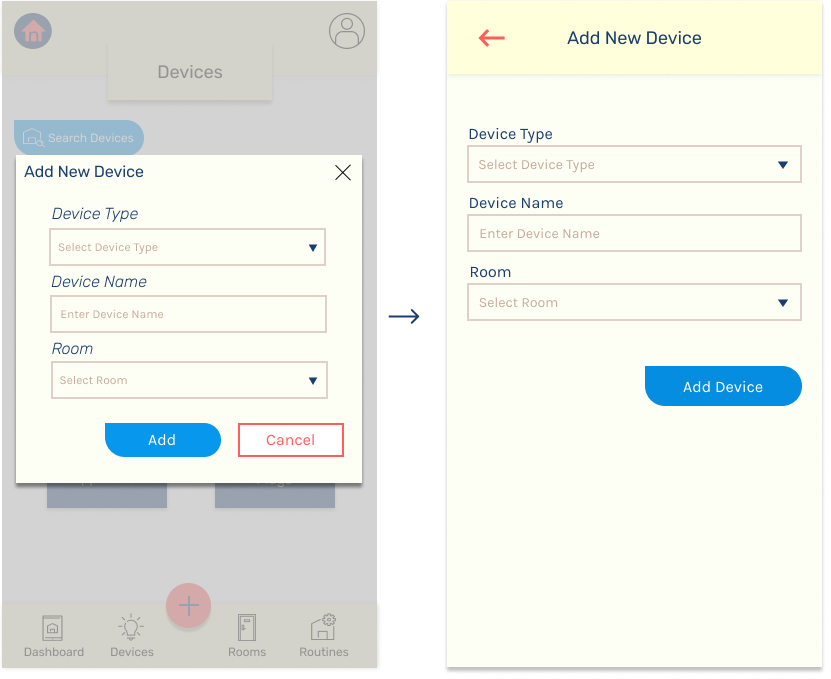 Devices
Search Devices
Add New Device
Device Type
Select Device Type
Device Name
Enter Device Name
Room
Select Room
Add
Cancel
Dashboard
Devices
Rooms
Routines
Add New Device
Device Type
Select Device Type
Device Name
Enter Device Name
Room
Select Room
Add Device